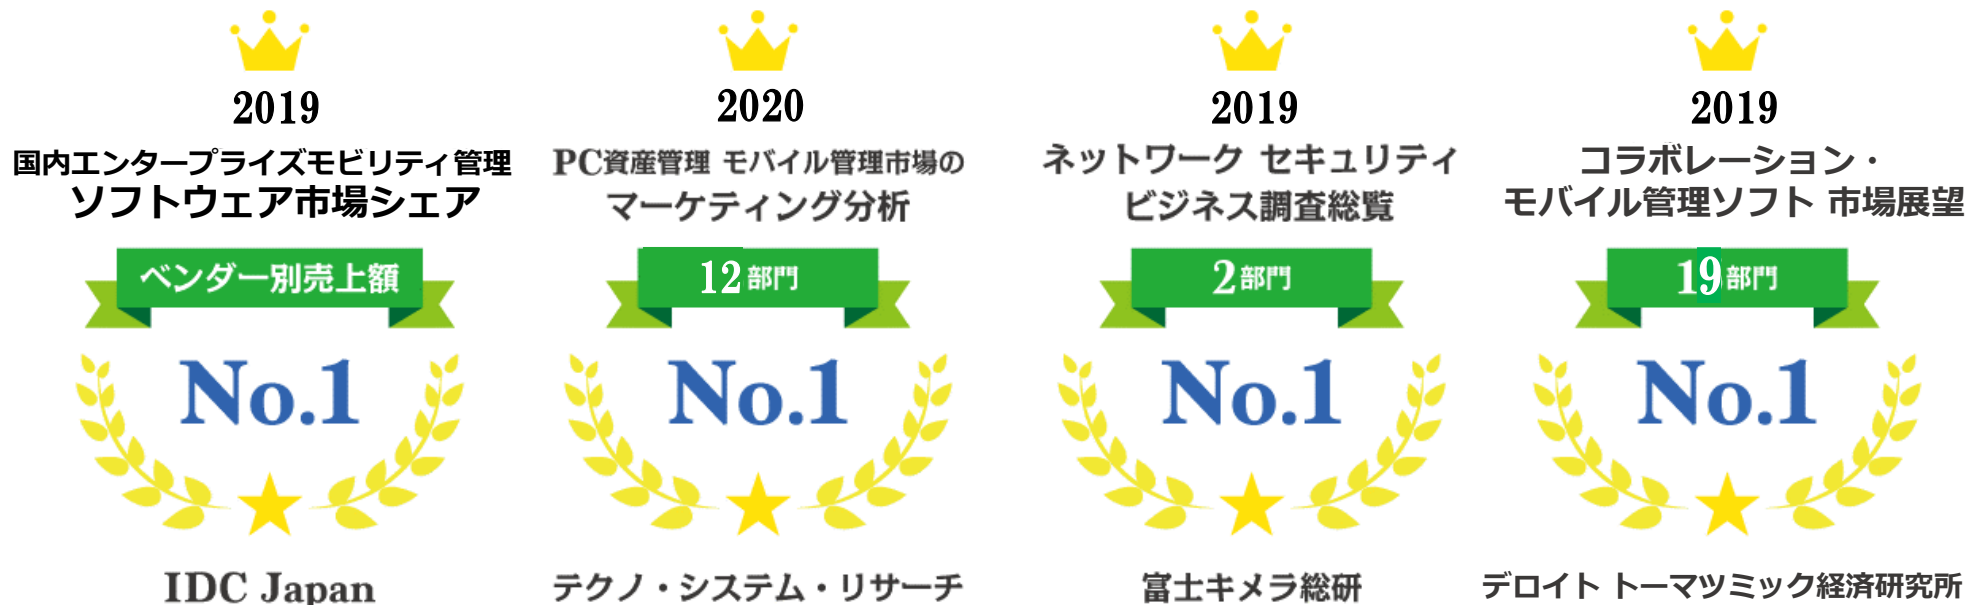 2019
国内エンタープライズモビリティ管理
ソフトウェア市場シェア
ベンダー別売上額
No.1
IDC Japan
2020
PC資産管理 モバイル管理市場の
マーケティング分析
12部門
No.1
テクノ・システム・リサーチ
2019
ネットワーク セキュリティ
ビジネス調査総覧
2部門
No.1
富士キメラ総研
2019
コラボレーション・
モバイル管理ソフト 市場展望
19部門
No.1
デロイト トーマツミック経済研究所